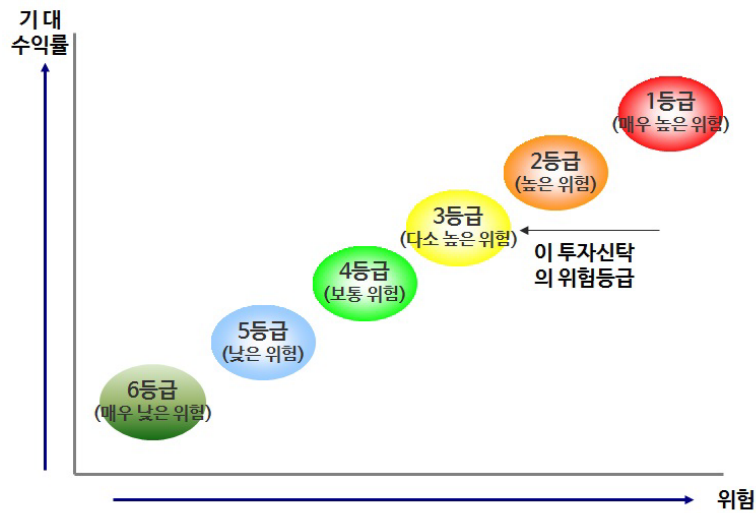 기 대
수익률
1등급
(매우 높은 위험)
2등급
(높은 위험)
3등급
(다소 높은 위험)
이 투자신탁
의 위험등급
4등급
(보통 위험)
5등급
(낮은 위험)
6등급
(매우 낮은 위험)
위험